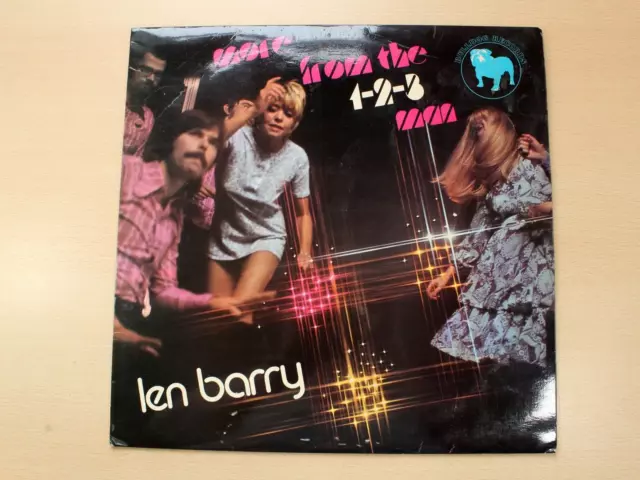 more
from the
1-2-3
man
BULLDOG RECORDS
len barry